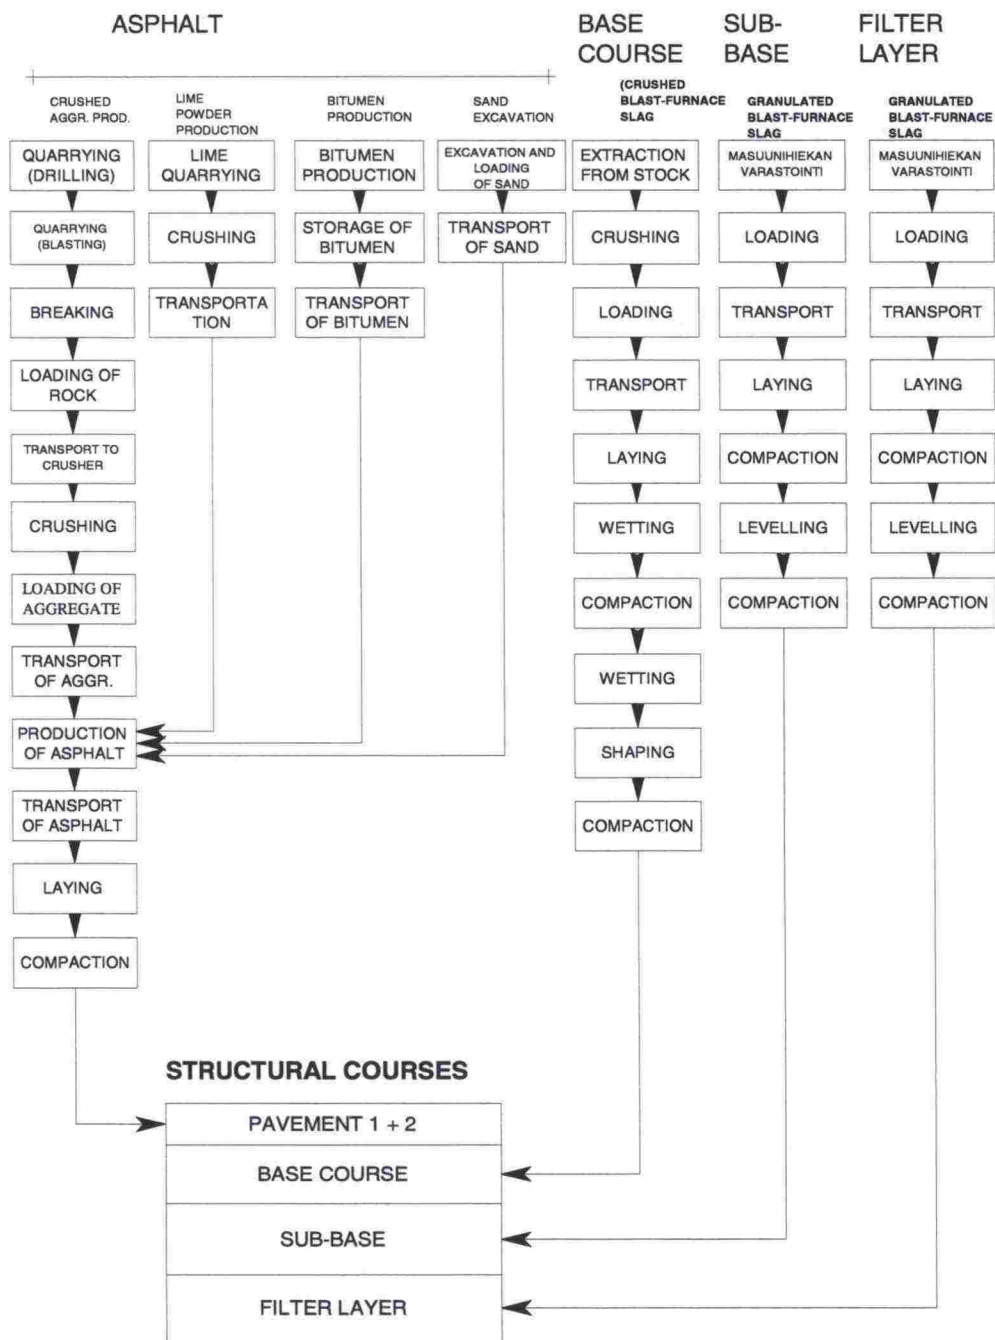 ASPHALT
BASE
COURSE
SUB-
BASE
FILTER
LAYER
CRUSHED
AGGR. PROD.
LIME
POWDER
PRODUCTION
BITUMEN
PRODUCTION
SAND
EXCAVATION
(CRUSHED
BLAST-FURNACE
SLAG
GRANULATED
BLAST-FURNACE
SLAG
GRANULATED
BLAST-FURNACE
SLAG
QUARRYING
(DRILLING)
QUARRYING
(BLASTING)
BREAKING
LOADING OF
ROCK
TRANSPORT TO
CRUSHER
CRUSHING
LOADING OF
AGGREGATE
TRANSPORT
OF AGGR.
PRODUCTION
OF ASPHALT
TRANSPORT
OF ASPHALT
LAYING
COMPACTION
LIME
QUARRYING
CRUSHING
TRANSPORTA
TION
BITUMEN
PRODUCTION
STORAGE OF
BITUMEN
TRANSPORT
OF BITUMEN
EXCAVATION AND
LOADING
OF SAND
TRANSPORT
OF SAND
EXTRACTION
FROM STOCK
CRUSHING
LOADING
TRANSPORT
LAYING
WETTING
COMPACTION
WETTING
SHAPING
COMPACTION
MASUUNIHIEKAN
VARASTOINTI
LOADING
TRANSPORT
LAYING
COMPACTION
LEVELLING
COMPACTION
MASUUNIHIEKAN
VARASTOINTI
LOADING
TRANSPORT
LAYING
COMPACTION
LEVELLING
COMPACTION
STRUCTURAL COURSES
PAVEMENT 1 + 2
BASE COURSE
SUB-BASE
FILTER LAYER